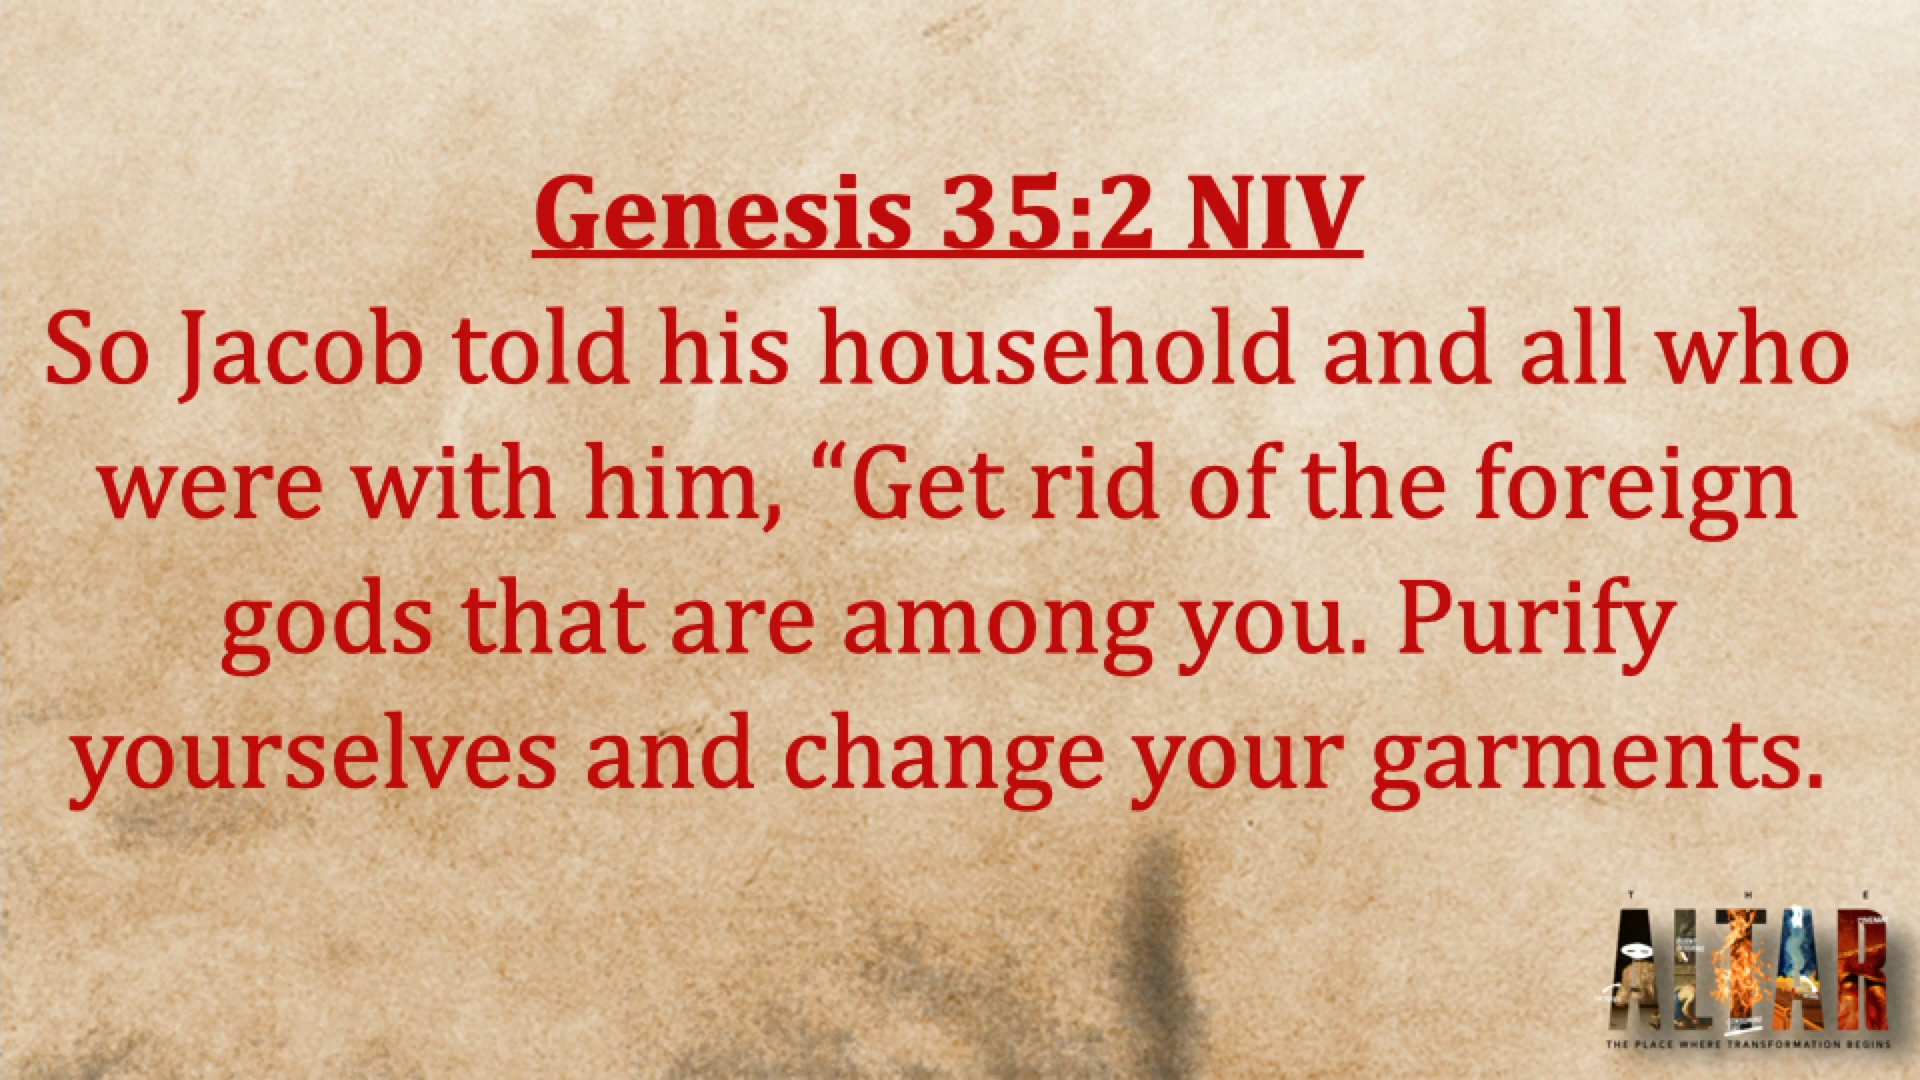 Genesis 35:2 NIV
So Jacob told his household and all who
were with him, “Get rid of the foreign
gods that are among you. Purify
yourselves and change your garments.
THE
ALTAR
THE PLACE WHERE TRANSFORMATION BEGINS